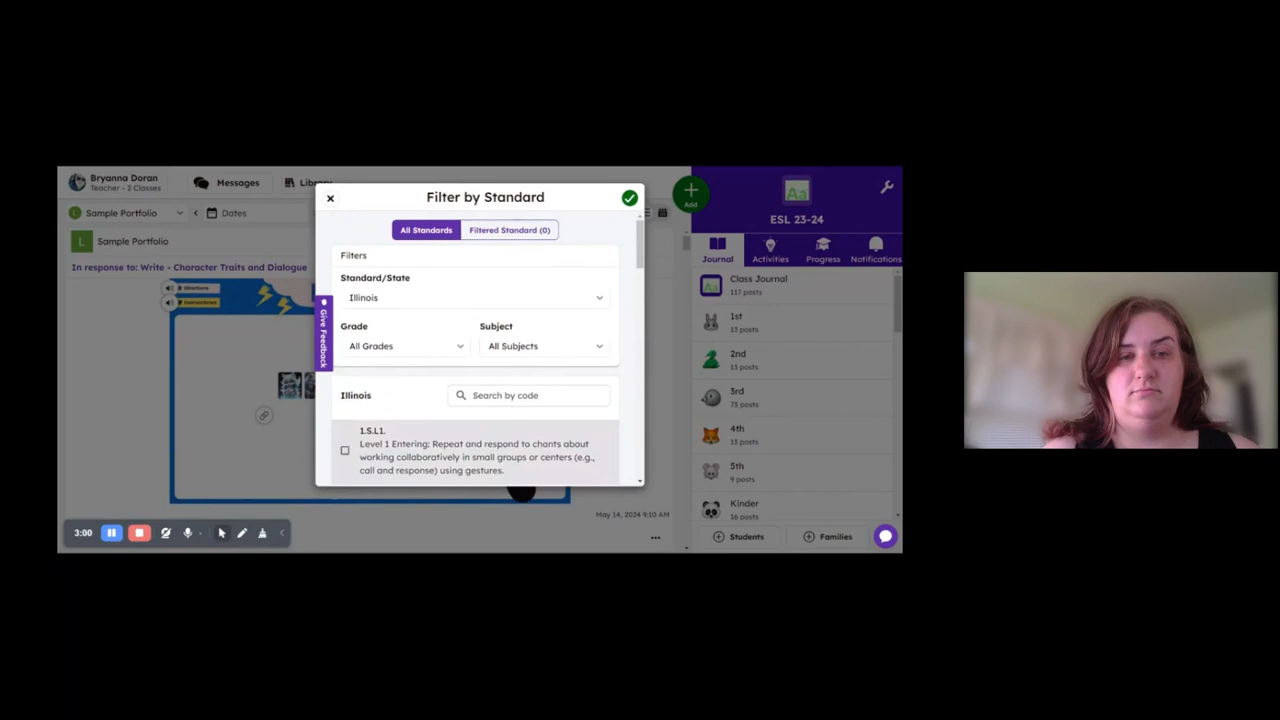 Bryanna Doran
Teacher - 2 Classes
Messages
Library
Sample Portfolio
Dates
Sample Portfolio
In response to: Write - Character Traits and Dialogue
Directions
Filter by Standard
All Standards
Filtered Standard (0)
Filters
Standard/State
Illinois
Grade
Subject
All Grades
All Subjects
Illinois
Search by code
1.S.L1.
Level 1 Entering: Repeat and respond to chants about
working collaboratively in small groups or centers (e.g.,
call and response) using gestures.
Give Feedback
May 14, 2024 9:10 AM
3:00
Add
Aa
ESL 23-24
Journal
Activities
Progress
Notifications
Aa
Class Journal
117 posts
1st
13 posts
2nd
13 posts
3rd
73 posts
4th
13 posts
5th
9 posts
Kinder
16 posts
Students
Families